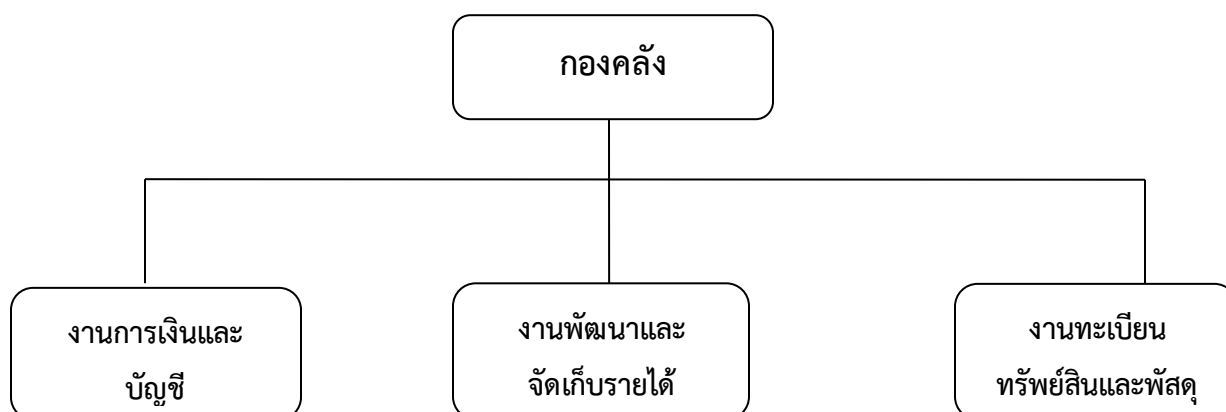 กองคลัง
งานการเงินและ
บัญชี
งานพัฒนาและ
จัดเก็บรายได้
งานทะเบียน
ทรัพย์สินและพัสดุ